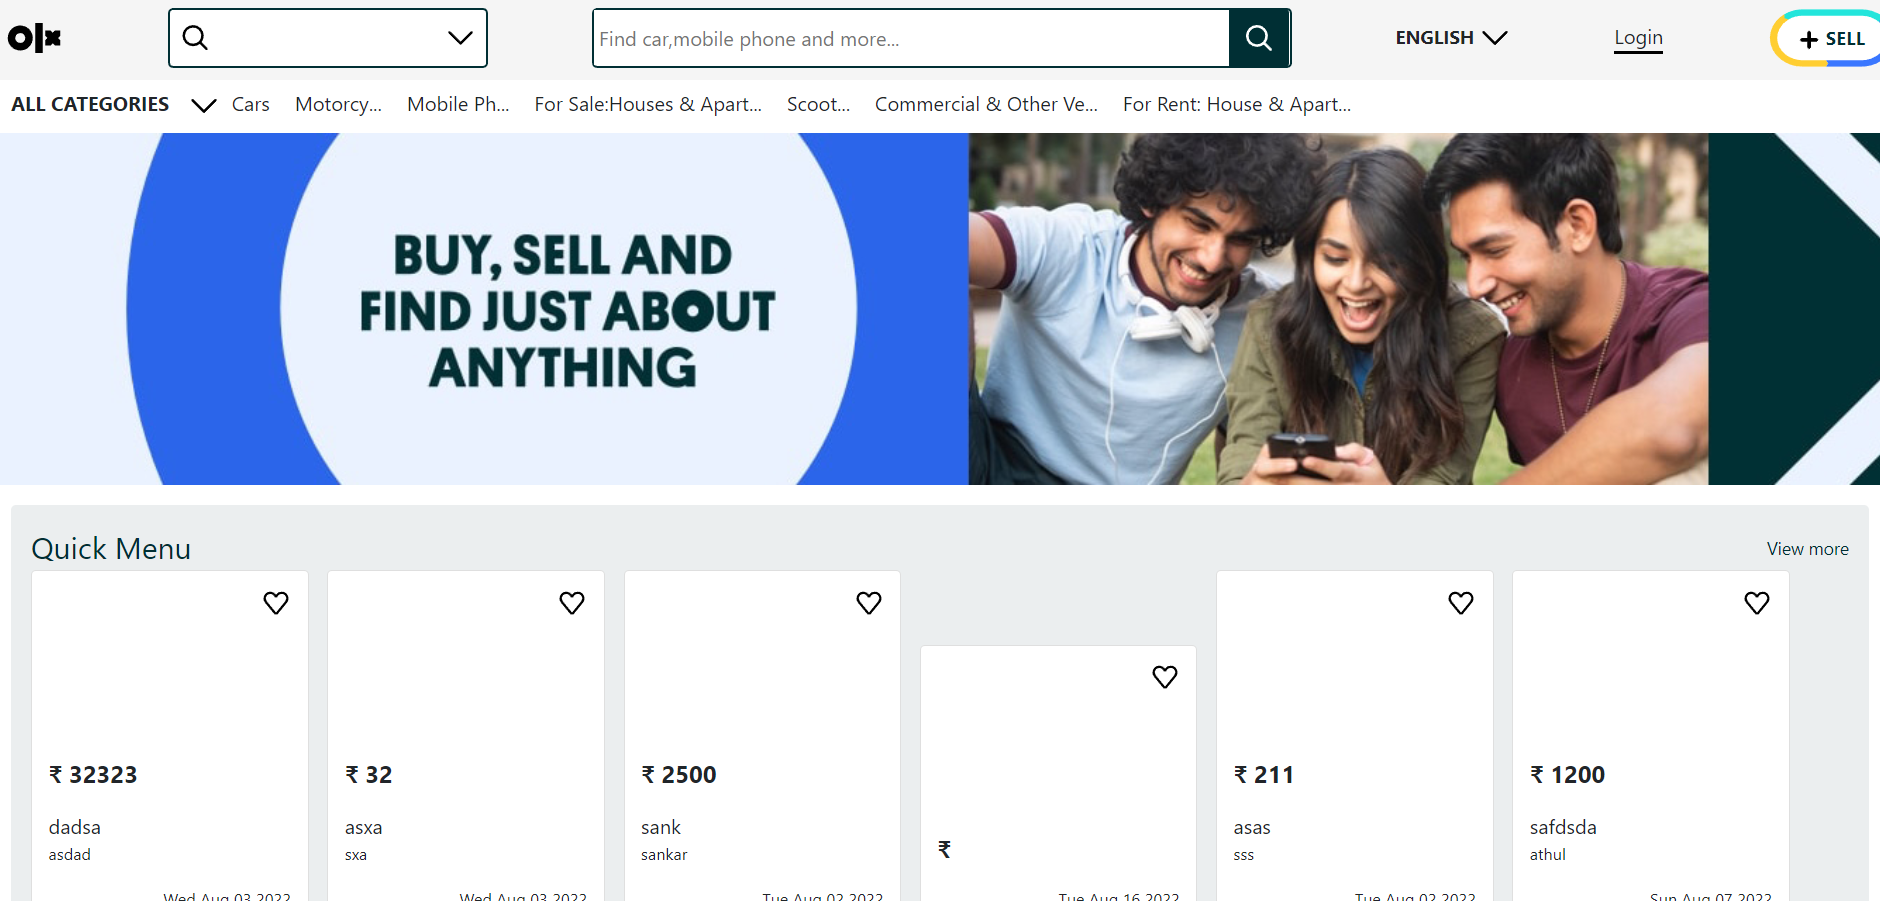 olx
Find car,mobile phone and more...
ENGLISH
Login
+ SELL
ALL CATEGORIES
Cars
Motorcy...
Mobile Ph...
For Sale:Houses & Apart...
Scoot...
Commercial & Other Ve...
For Rent: House & Apart...
BUY, SELL AND
FIND JUST ABOUT
ANYTHING
Quick Menu
View more
₹ 32323
dadsa
asdad
Wed Aug 03 2022
₹ 32
asxa
sxa
Wed Aug 03 2022
₹ 2500
sank
sankar
Tue Aug 02 2022
₹
Tue Aug 16 2022
₹ 211
asas
sss
Tue Aug 02 2022
₹ 1200
safdsda
athul
Sun Aug 07 2022